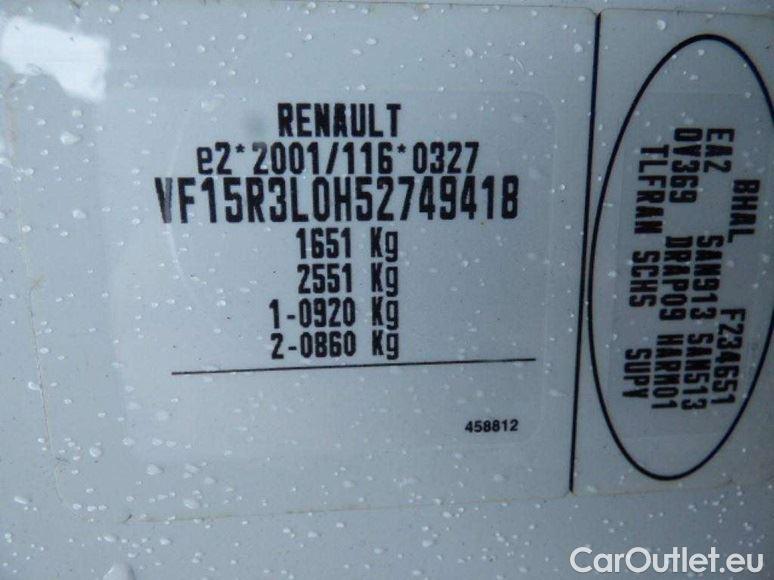 RENAULT
e2*2001/116*0327
VF15R3L0H52749418
1651 Kg
2551 Kg
1-0920 Kg
2-0860 Kg
458812
BHAL FZ34651
EA2 SAN913 SAN513
OV369 DRAP09 HARM01
TLFRAN SCHS SUPY
CarOutlet.eu